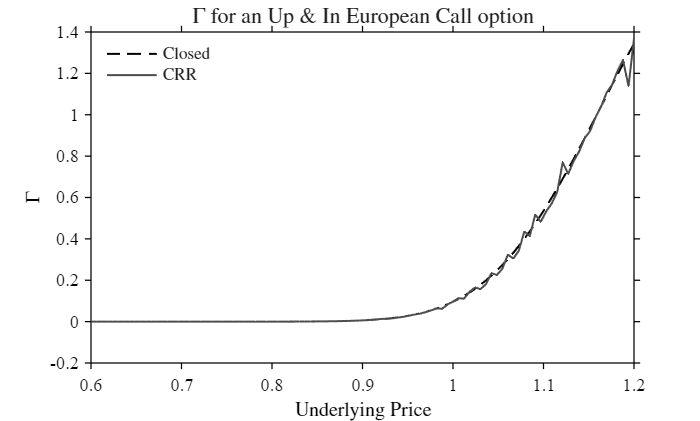 Γ for an Up & In European Call option
1.4
Closed
CRR
1.2
1
0.8
0.6
Γ
0.4
0.2
0
-0.2
0.6 0.7 0.8 0.9 1 1.1 1.2
Underlying Price